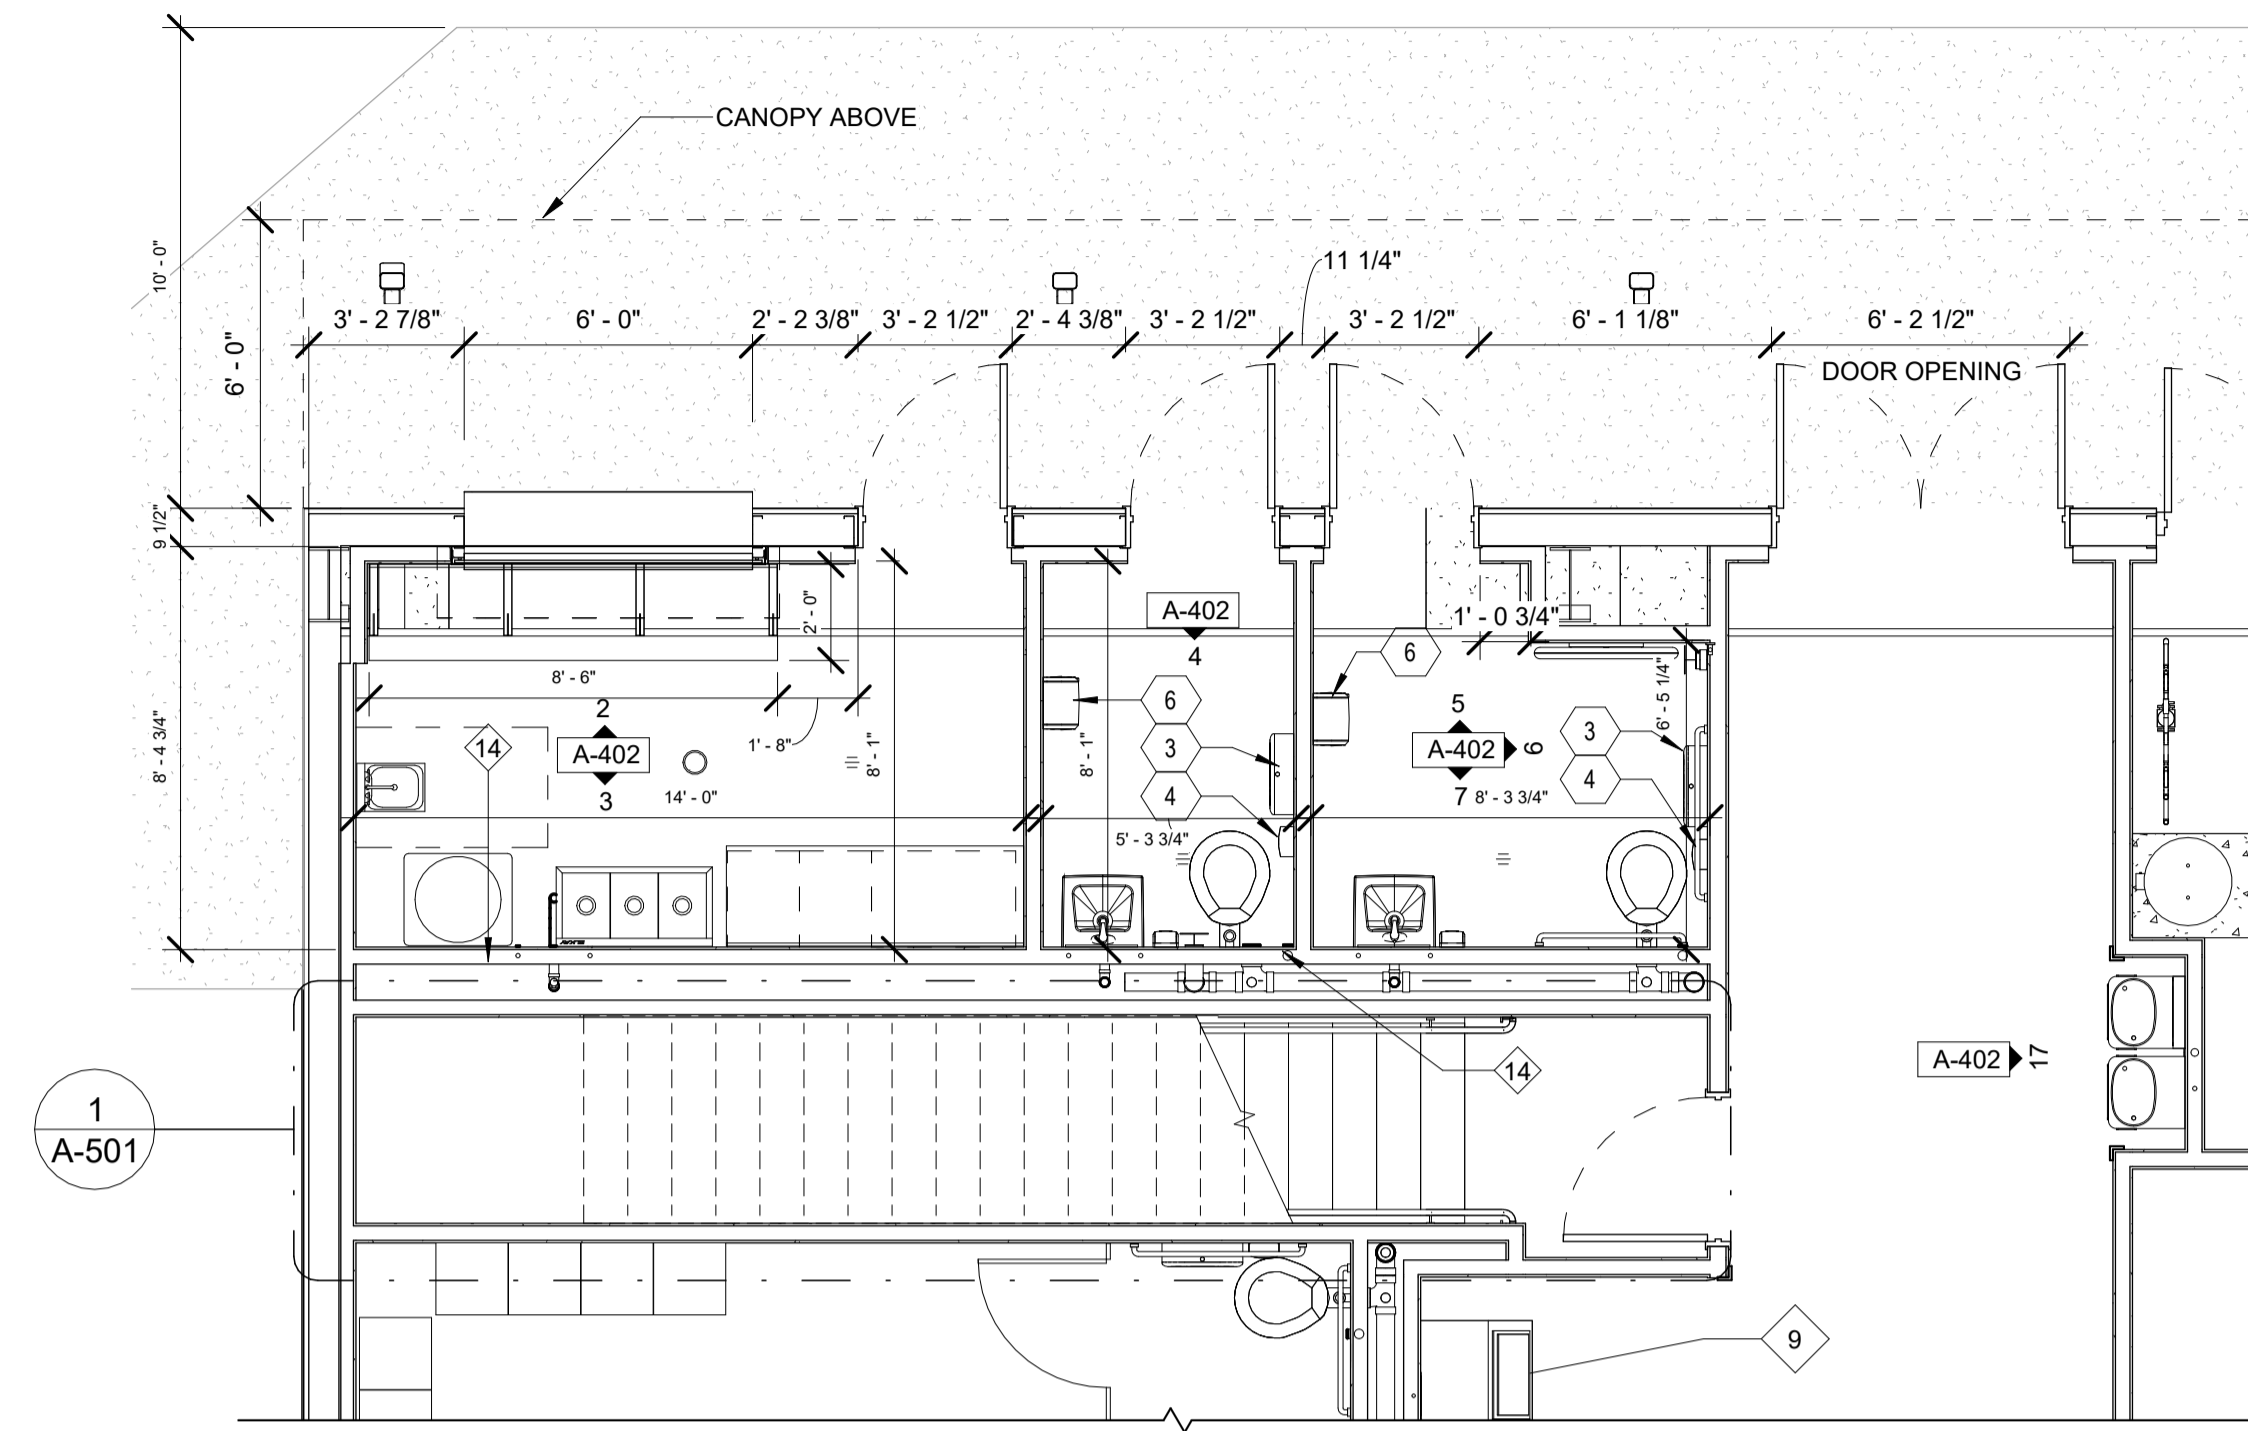 CANOPY ABOVE
10' - 0"
6' - 0"
11 1/4"
3' - 2 7/8"
6' - 0"
2' - 2 3/8"
3' - 2 1/2"
2' - 4 3/8"
3' - 2 1/2"
3' - 2 1/2"
6' - 1 1/8"
6' - 2 1/2"
DOOR OPENING
9 1/2"
8' - 4 3/4"
2' - 0"
A-402
4
1' - 0 3/4"
6
6' - 5 1/4"
8' - 6"
2
A-402
3
14
1' - 8"
8' - 1"
14' - 0"
8' - 1"
6
3
4
5' - 3 3/4"
5
A-402
6
7
8' - 3 3/4"
3
4
A-402
17
14
1
A-501
9